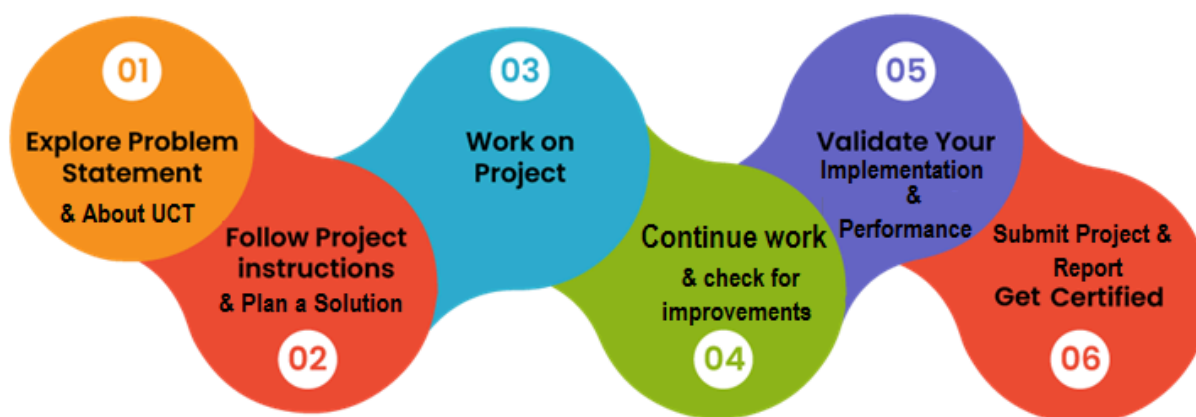 01
Explore Problem
Statement
& About UCT
Follow Project
instructions
& Plan a Solution
02
03
Work on
Project
Continue work
& check for
improvements
04
05
Validate Your
Implementation
&
Performance
Submit Project &
Report
Get Certified
06